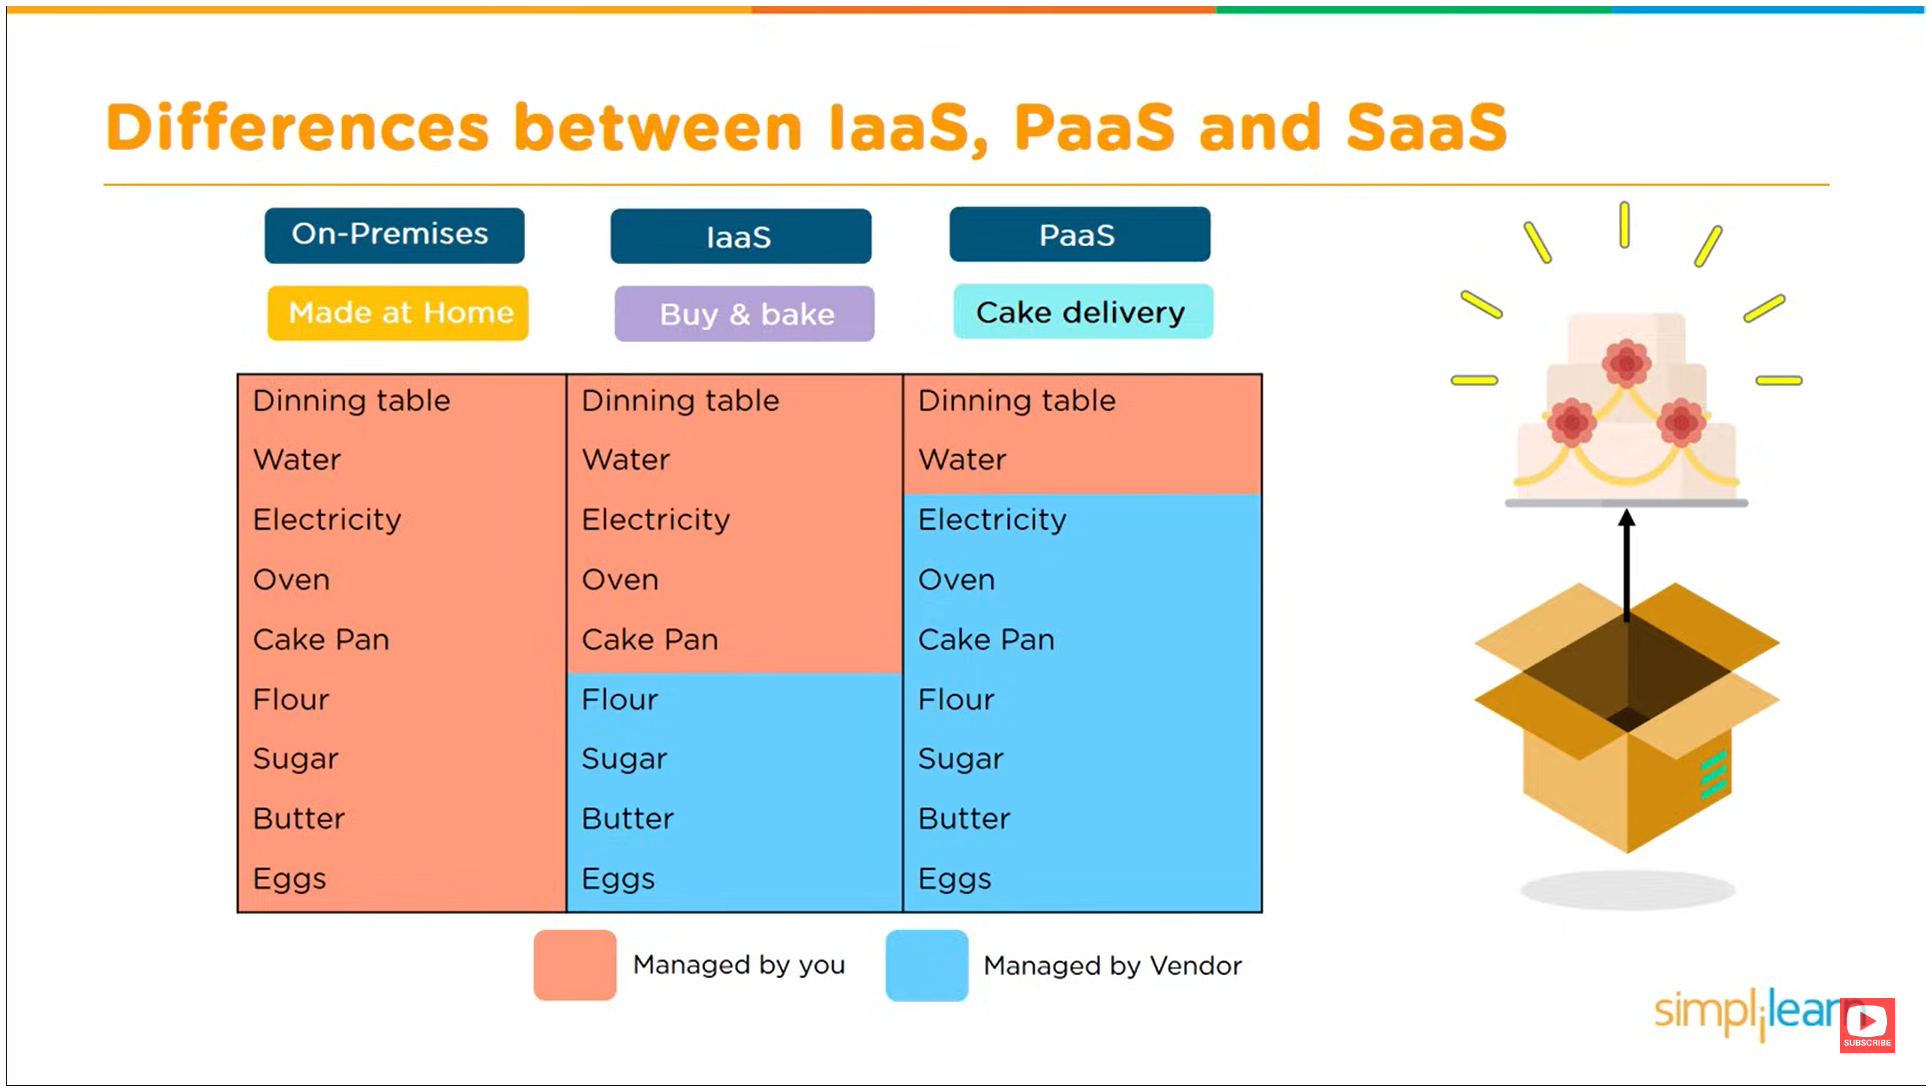 Differences between IaaS, PaaS and SaaS
On-Premises
IaaS
PaaS
Made at Home
Buy & bake
Cake delivery
Dinning table
Water
Electricity
Oven
Cake Pan
Flour
Sugar
Butter
Eggs
Dinning table
Water
Electricity
Oven
Cake Pan
Flour
Sugar
Butter
Eggs
Dinning table
Water
Electricity
Oven
Cake Pan
Flour
Sugar
Butter
Eggs
Managed by you
Managed by Vendor
simplilearn
SUBSCRIBE